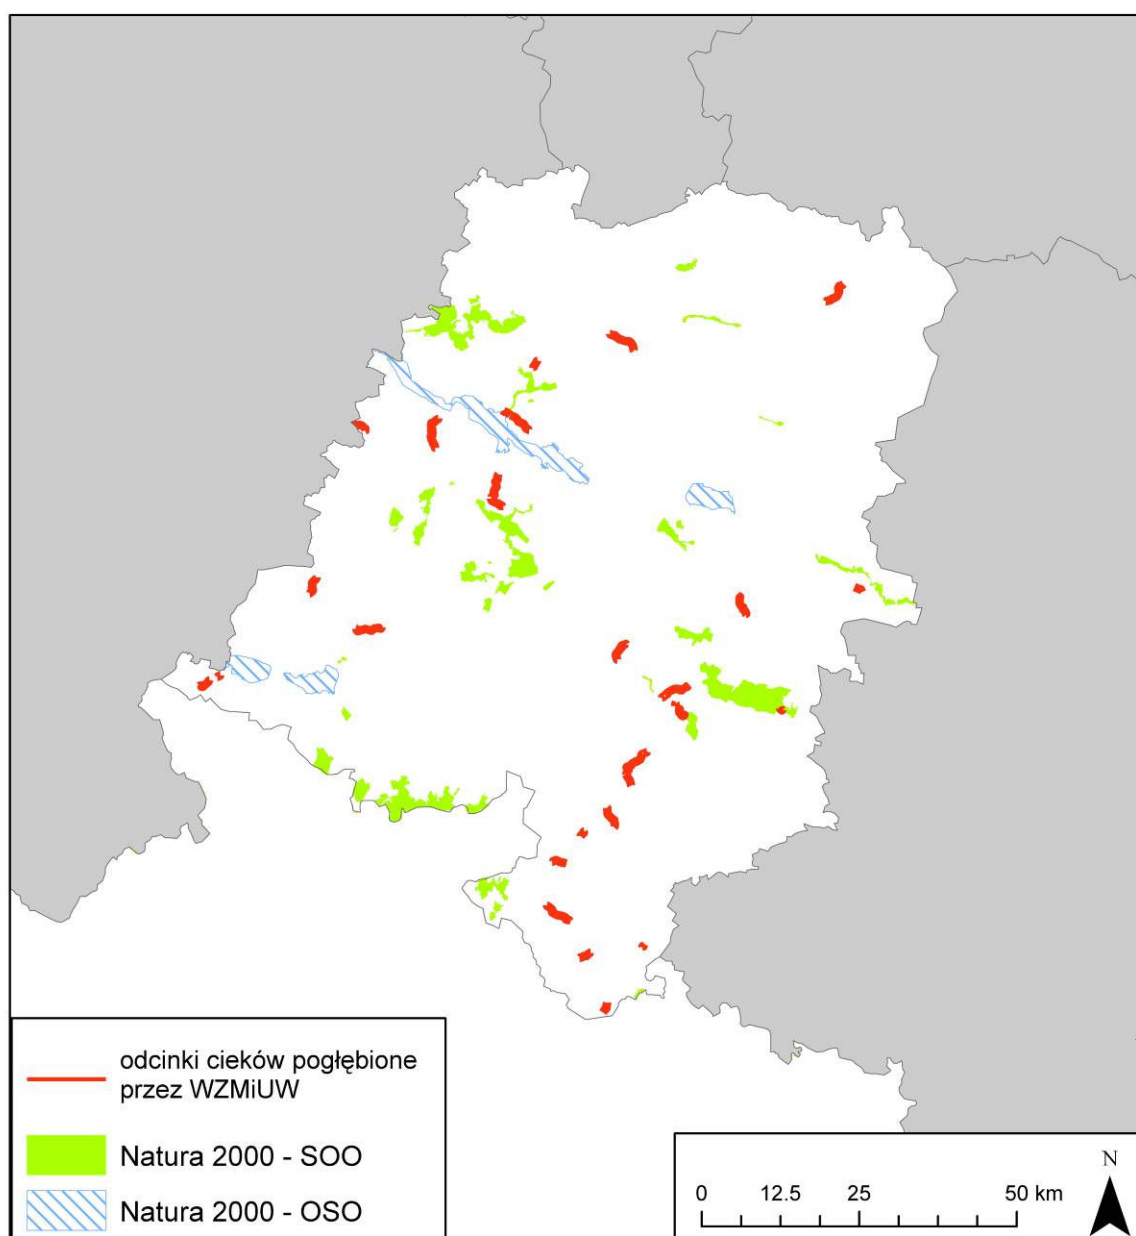 odcinki cieków pogłębione
przez WZMiUW
Natura 2000 - SOO
Natura 2000 - OSO
N
0 12.5 25 50 km